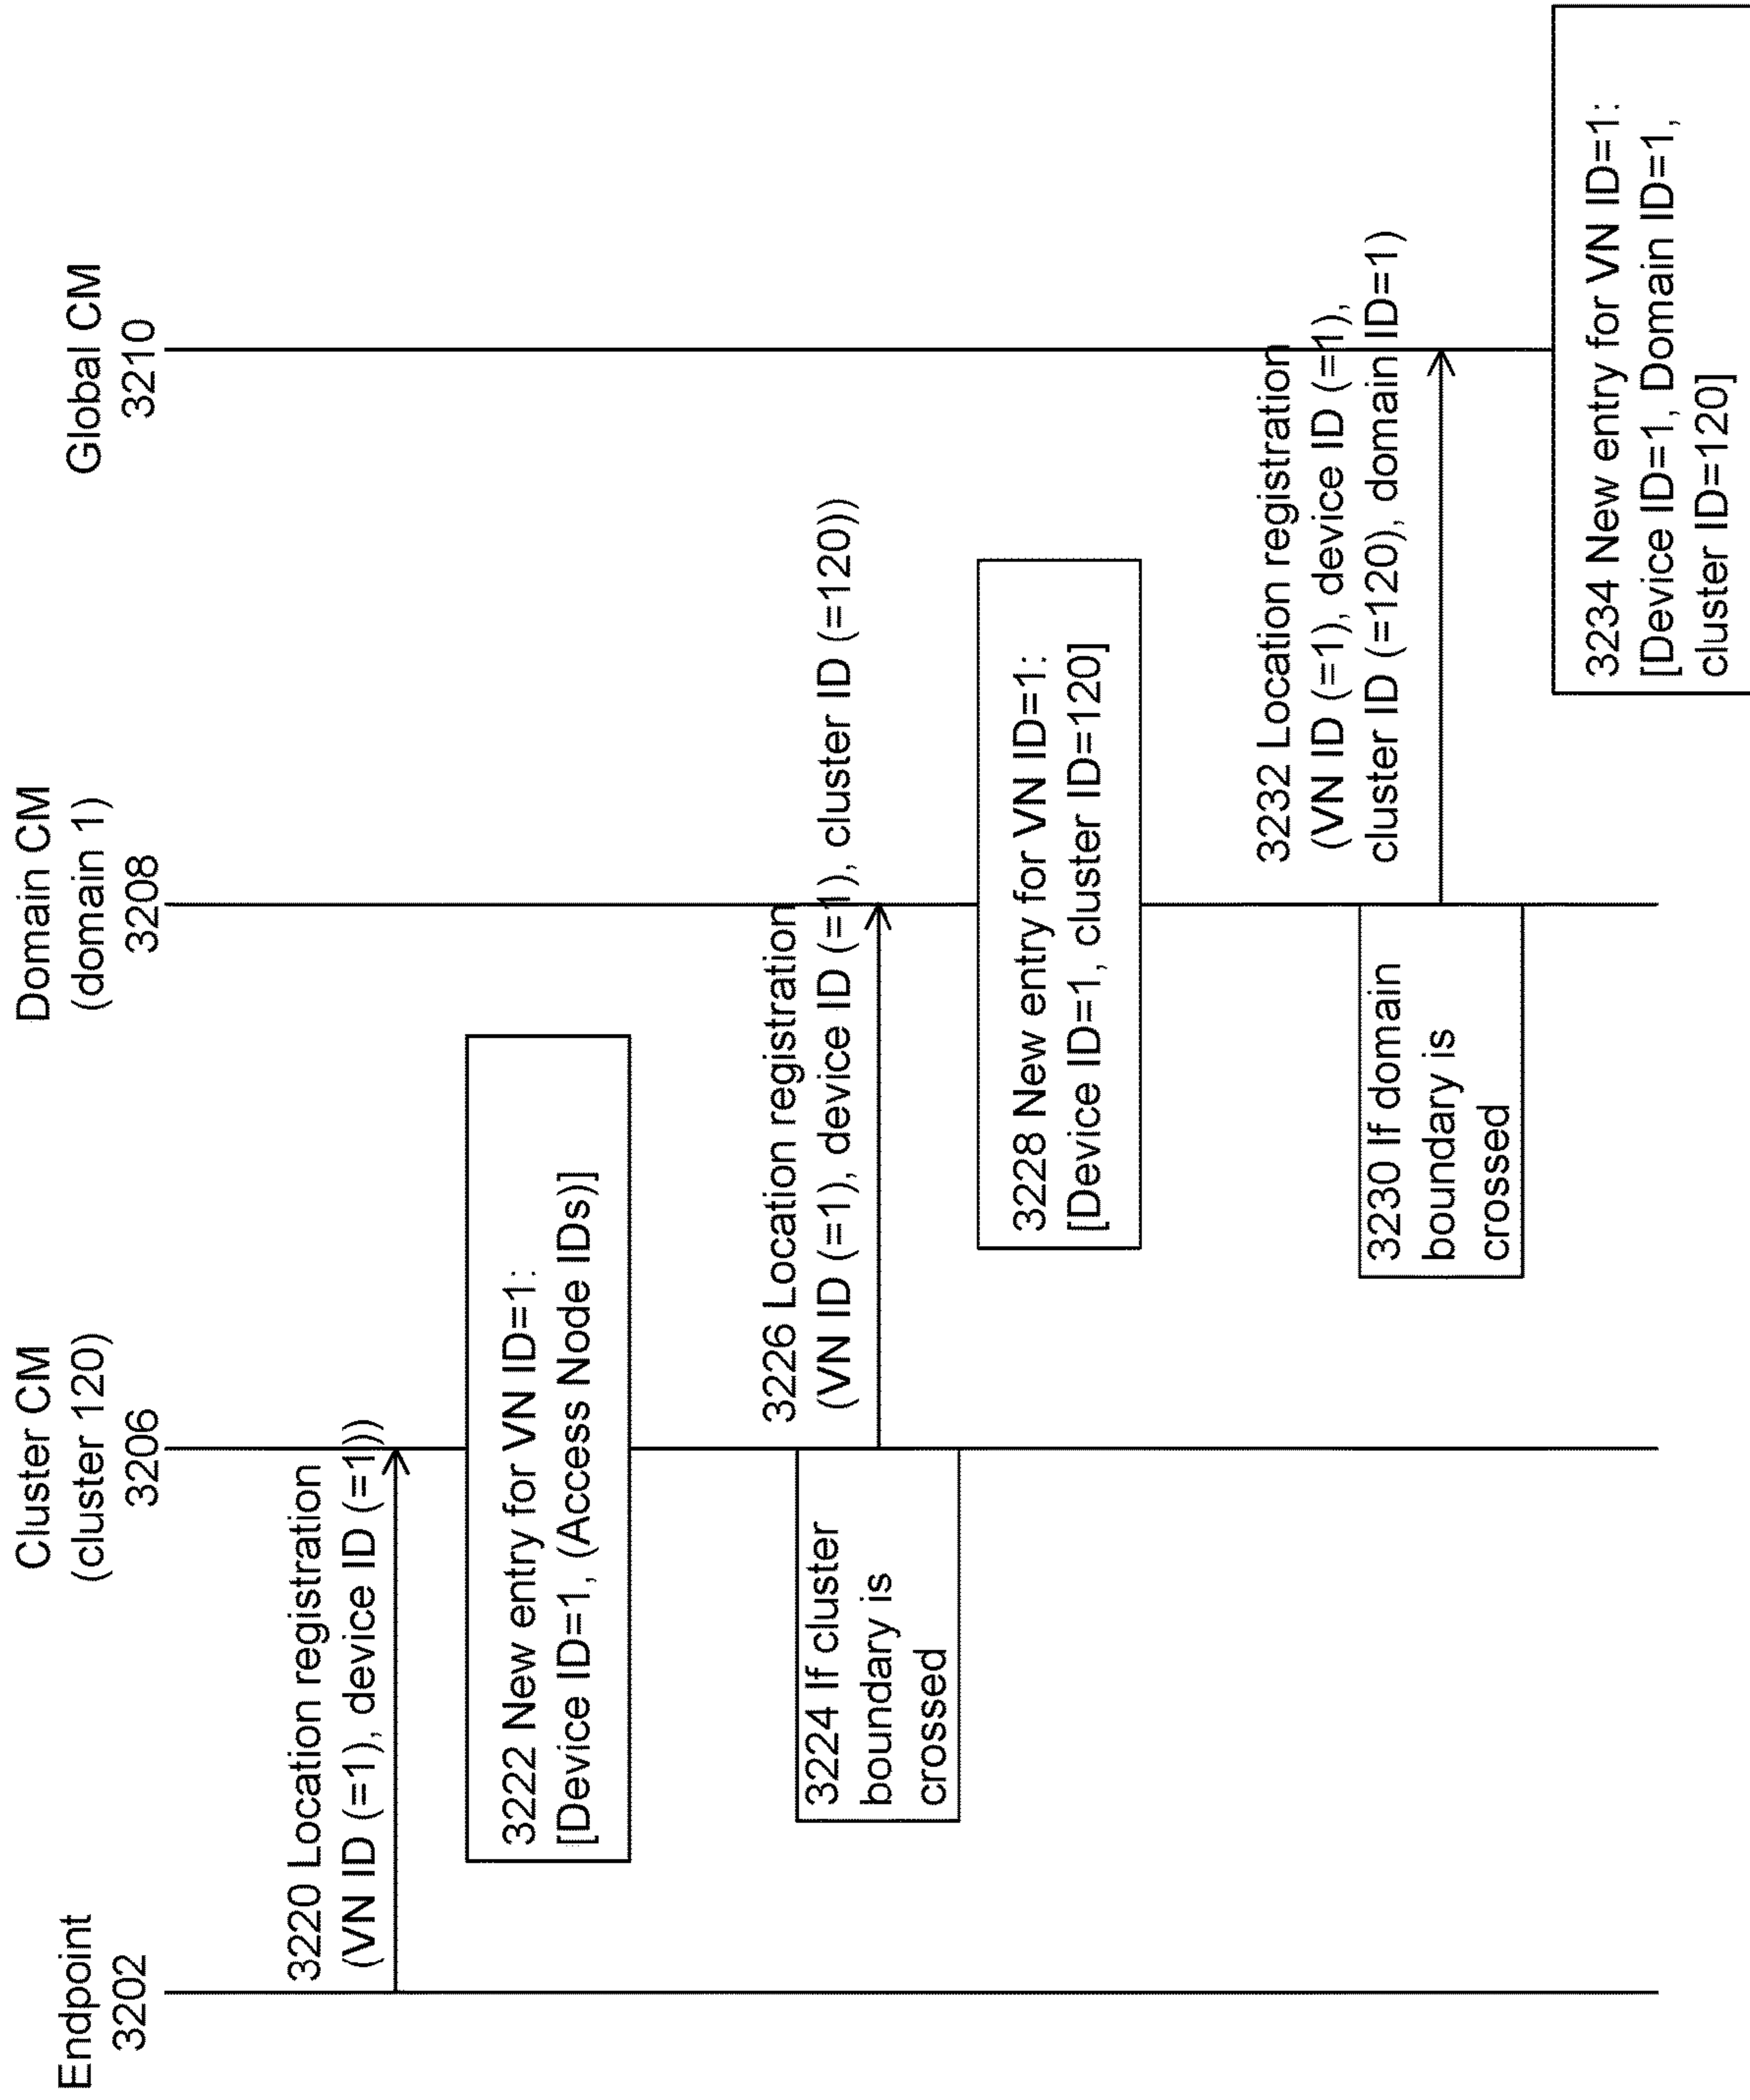 Endpoint
3202
Cluster CM
(cluster 120)
3206
Domain CM
(domain 1)
3208
Global CM
3210
3220 Location registration
(VN ID (=1), device ID (=1))
3222 New entry for VN ID=1:
[Device ID=1, (Access Node IDs)]
3224 If cluster
boundary is
crossed
3226 Location registration
(VN ID (=1), device ID (=1), cluster ID (=120))
3228 New entry for VN ID=1:
[Device ID=1, cluster ID=120]
3230 If domain
boundary is
crossed
3232 Location registration
(VN ID (=1), device ID (=1),
cluster ID (=120), domain ID=1)
3234 New entry for VN ID=1:
[Device ID=1, Domain ID=1,
cluster ID=120]